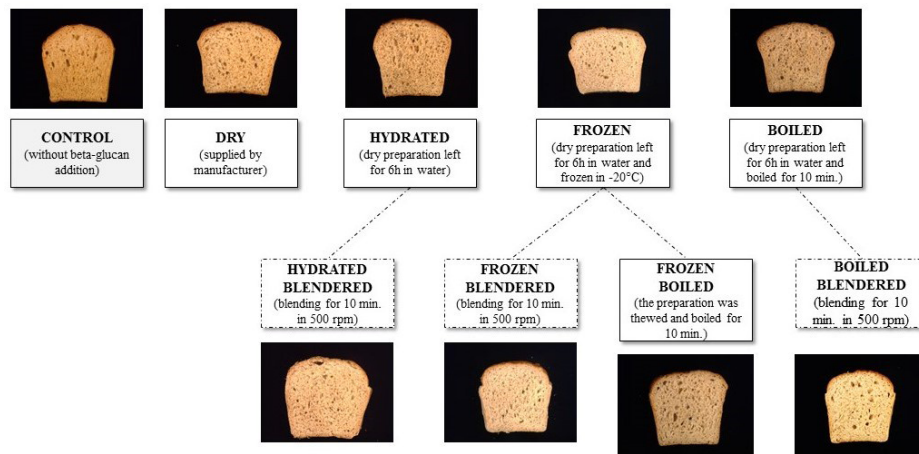 CONTROL
(without beta-glucan
addition)
DRY
(supplied by
manufacturer)
HYDRATED
(dry preparation left
for 6h in water)
FROZEN
(dry preparation left
for 6h in water and
frozen in -20°C)
BOILED
(dry preparation left
for 6h in water and
boiled for 10 min.)
HYDRATED
BLENDERED
(blending for 10 min.
in 500 rpm)
FROZEN
BLENDERED
(blending for 10 min.
in 500 rpm)
FROZEN
BOILED
(the preparation was
thewed and boiled for
10 min.)
BOILED
BLENDERED
(blending for 10
min. in 500 rpm)